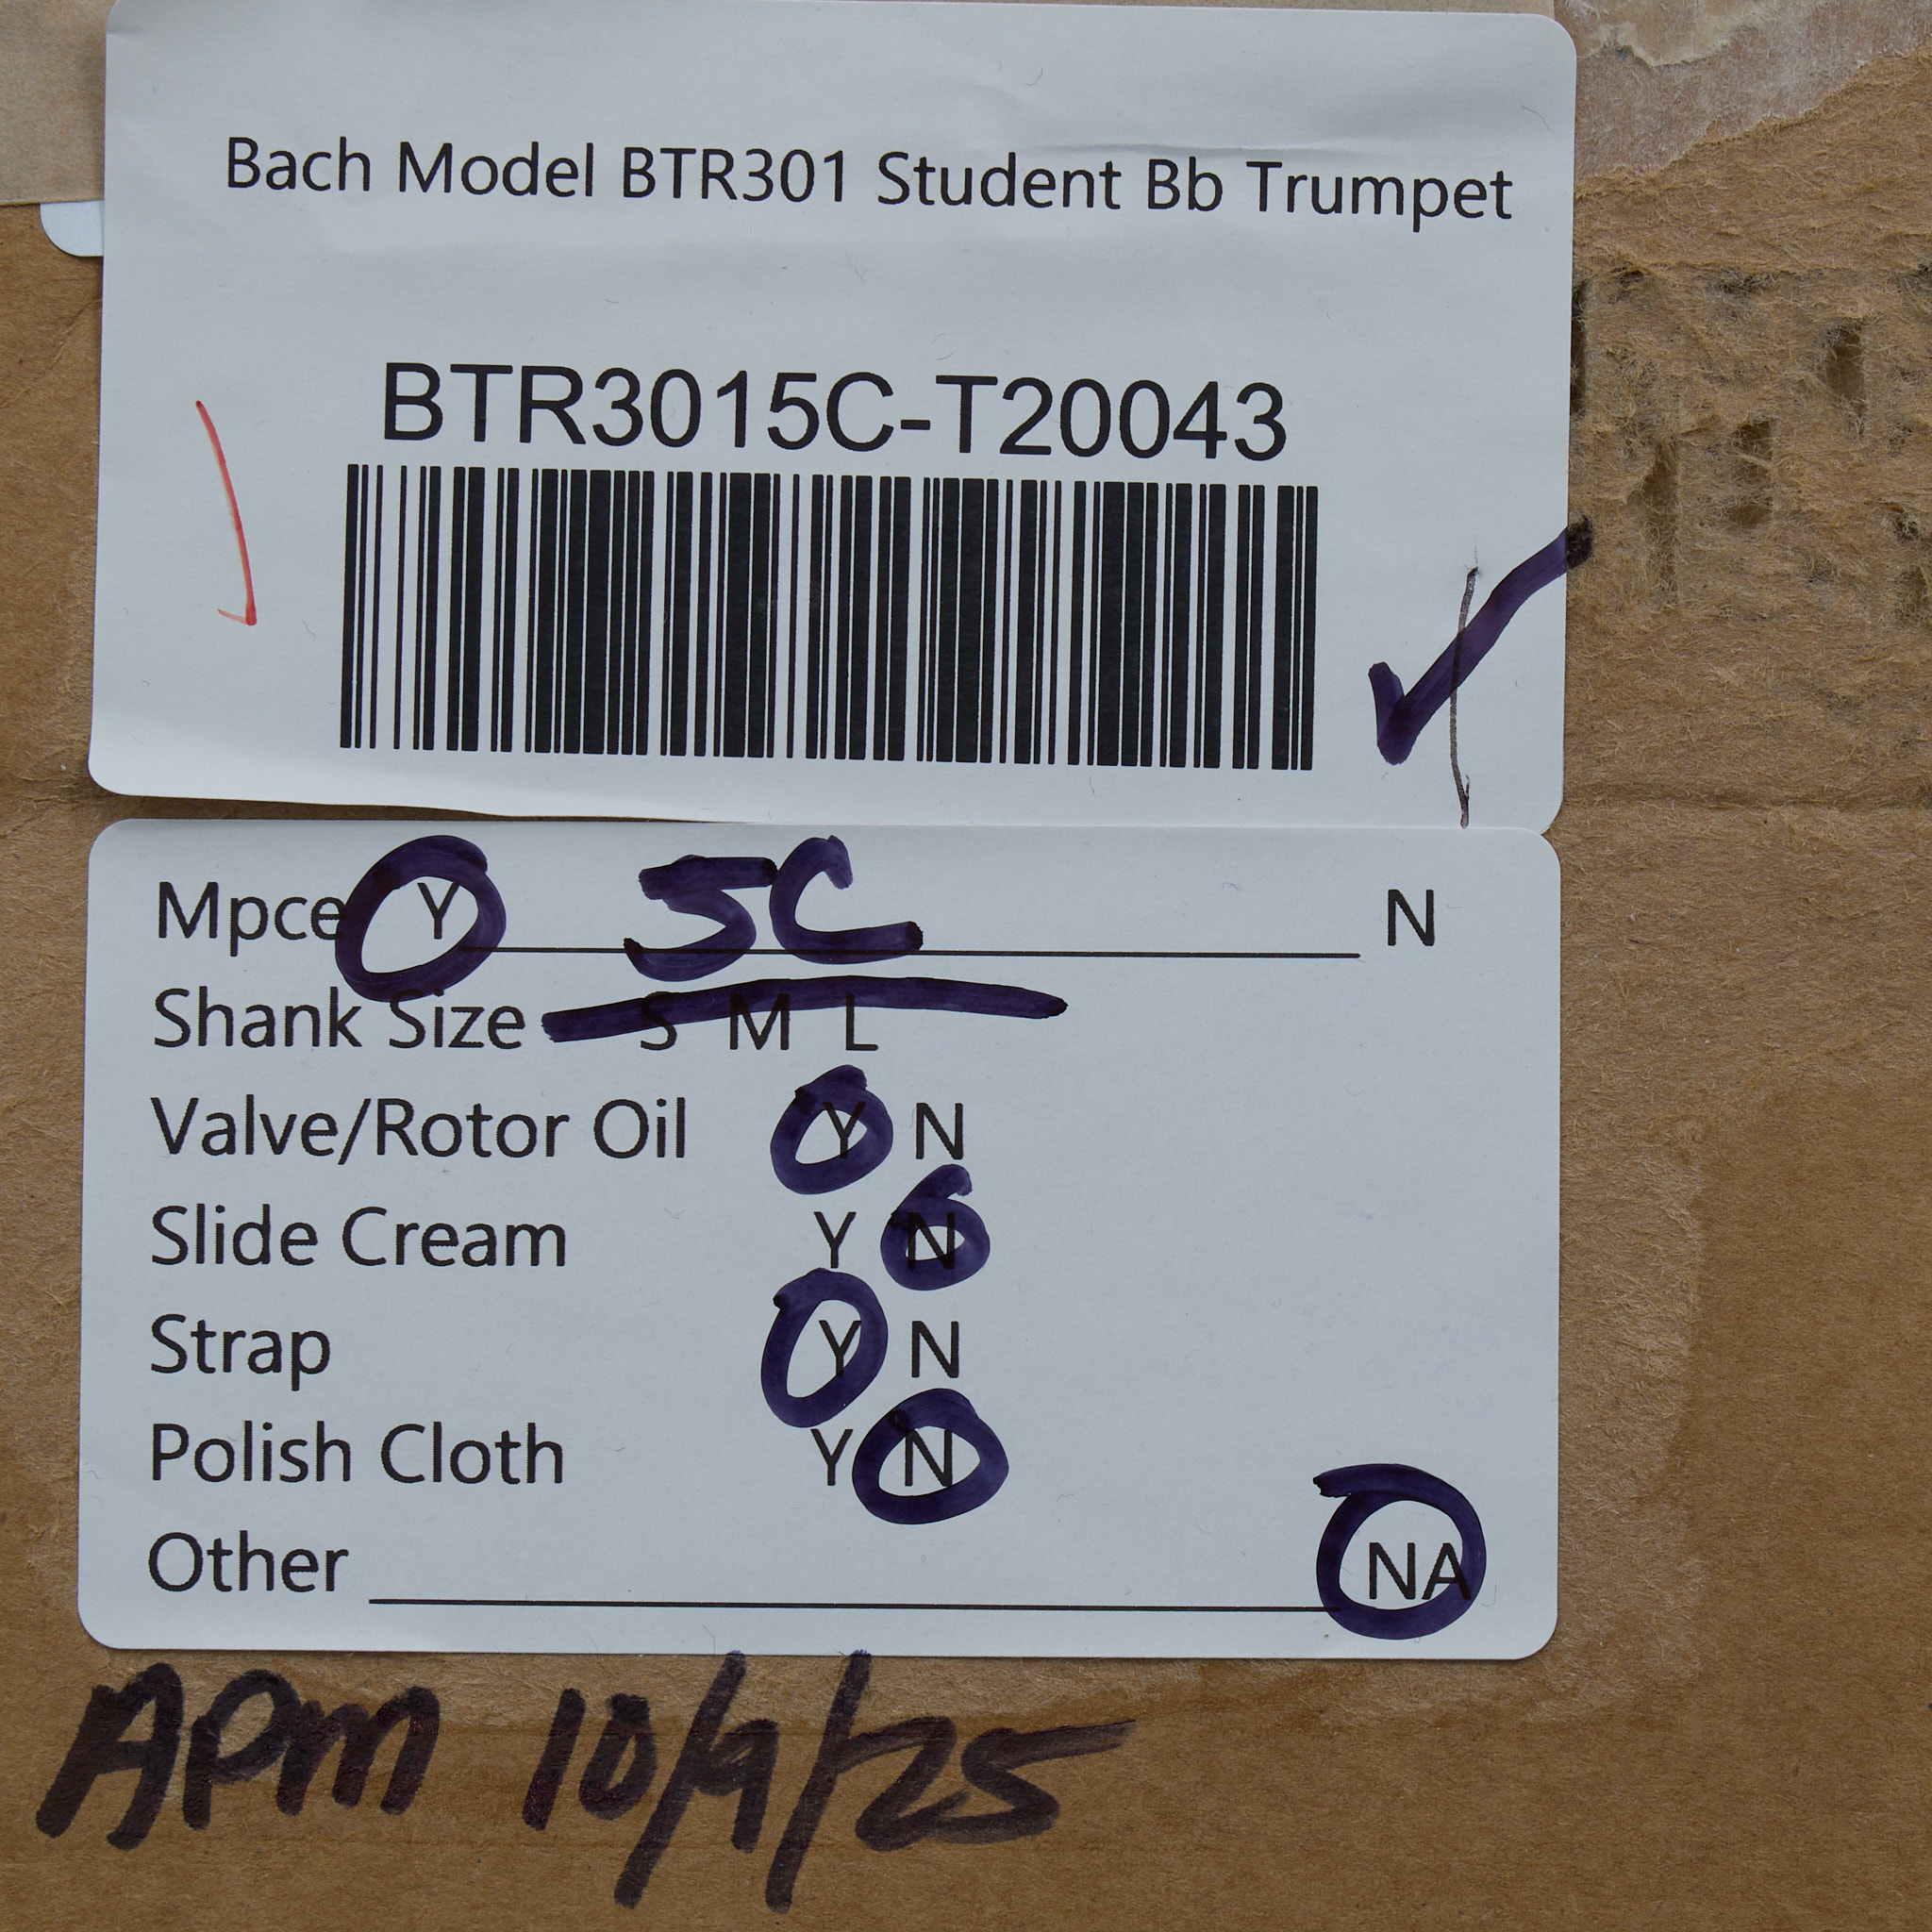 Bach Model BTR301 Student Bb Trumpet
BTR3015C-T20043
Mpce Y 5C N
Shank Size S M L
Valve/Rotor Oil Y N
Slide Cream Y N
Strap Y N
Polish Cloth Y N
Other NA
APM 10/9/25